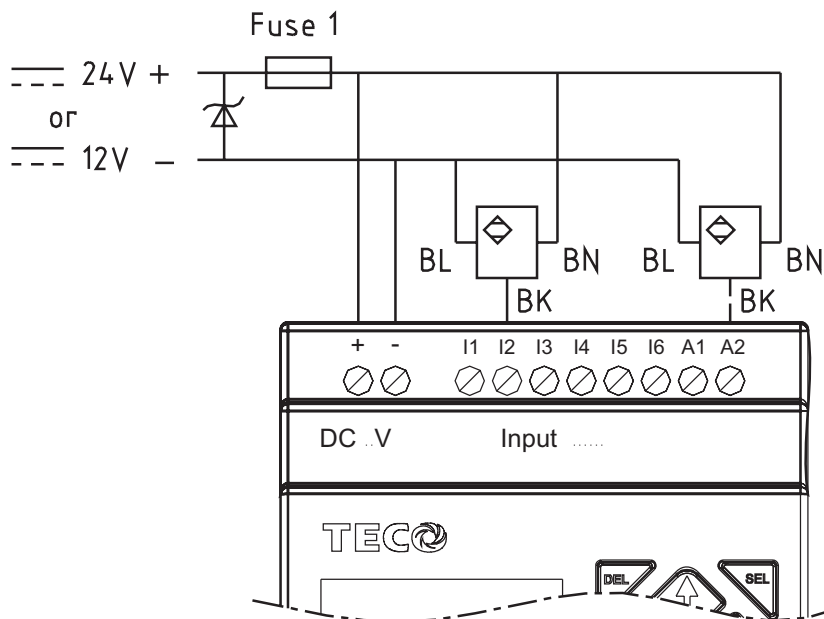 Fuse 1
24V +
or
12V −
BL BN BL BN
BK BK
+ - I1 I2 I3 I4 I5 I6 A1 A2
DC ..V Input ......
TECO
DEL SEL